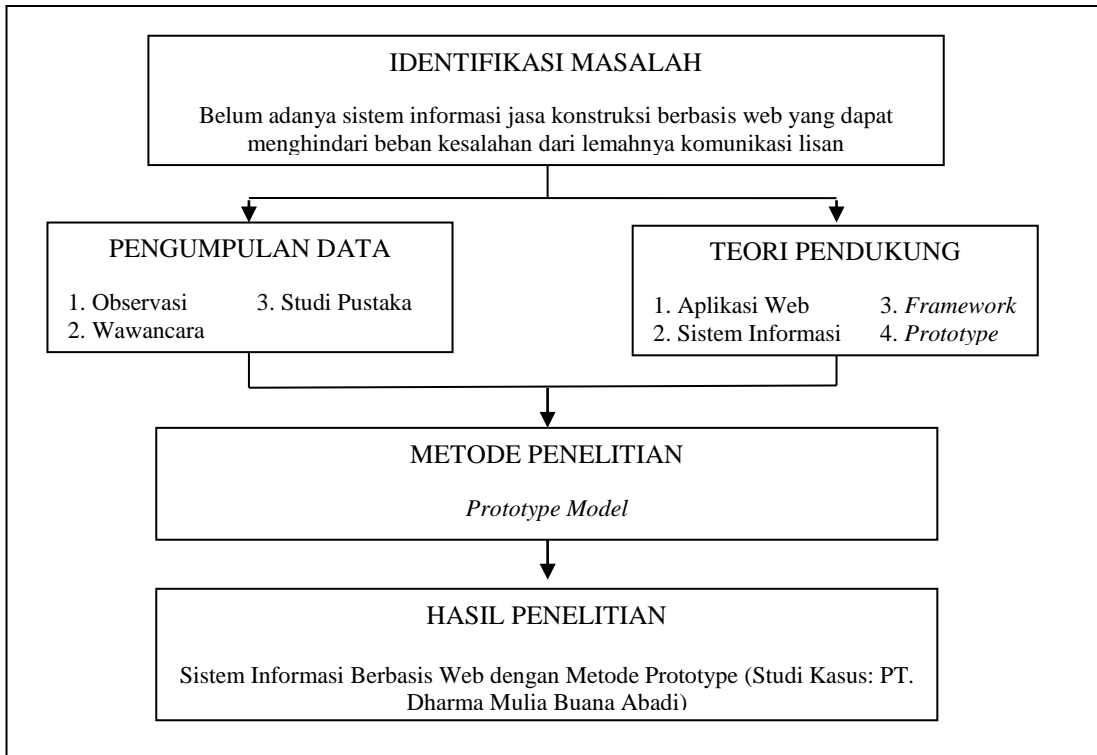 IDENTIFIKASI MASALAH
Belum adanya sistem informasi jasa konstruksi berbasis web yang dapat
menghindari beban kesalahan dari lemahnya komunikasi lisan
PENGUMPULAN DATA
1. Observasi 3. Studi Pustaka
2. Wawancara
TEORI PENDUKUNG
1. Aplikasi Web 3. Framework
2. Sistem Informasi 4. Prototype
METODE PENELITIAN
Prototype Model
HASIL PENELITIAN
Sistem Informasi Berbasis Web dengan Metode Prototype (Studi Kasus: PT.
Dharma Mulia Buana Abadi)